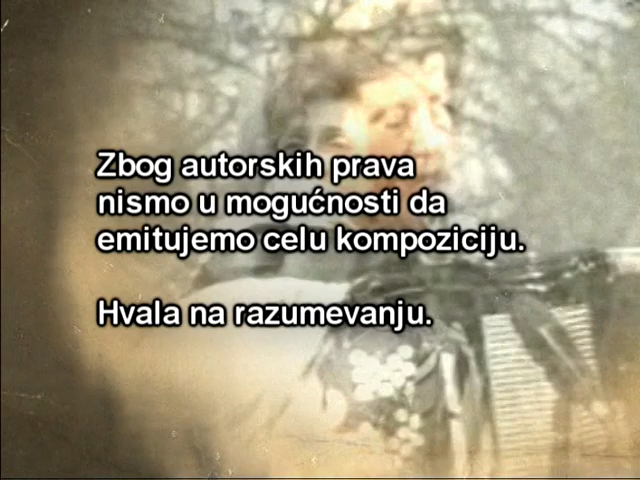 Zbog autorskih prava
nismo u mogućnosti da
emitujemo celu kompoziciju.
Hvala na razumevanju.